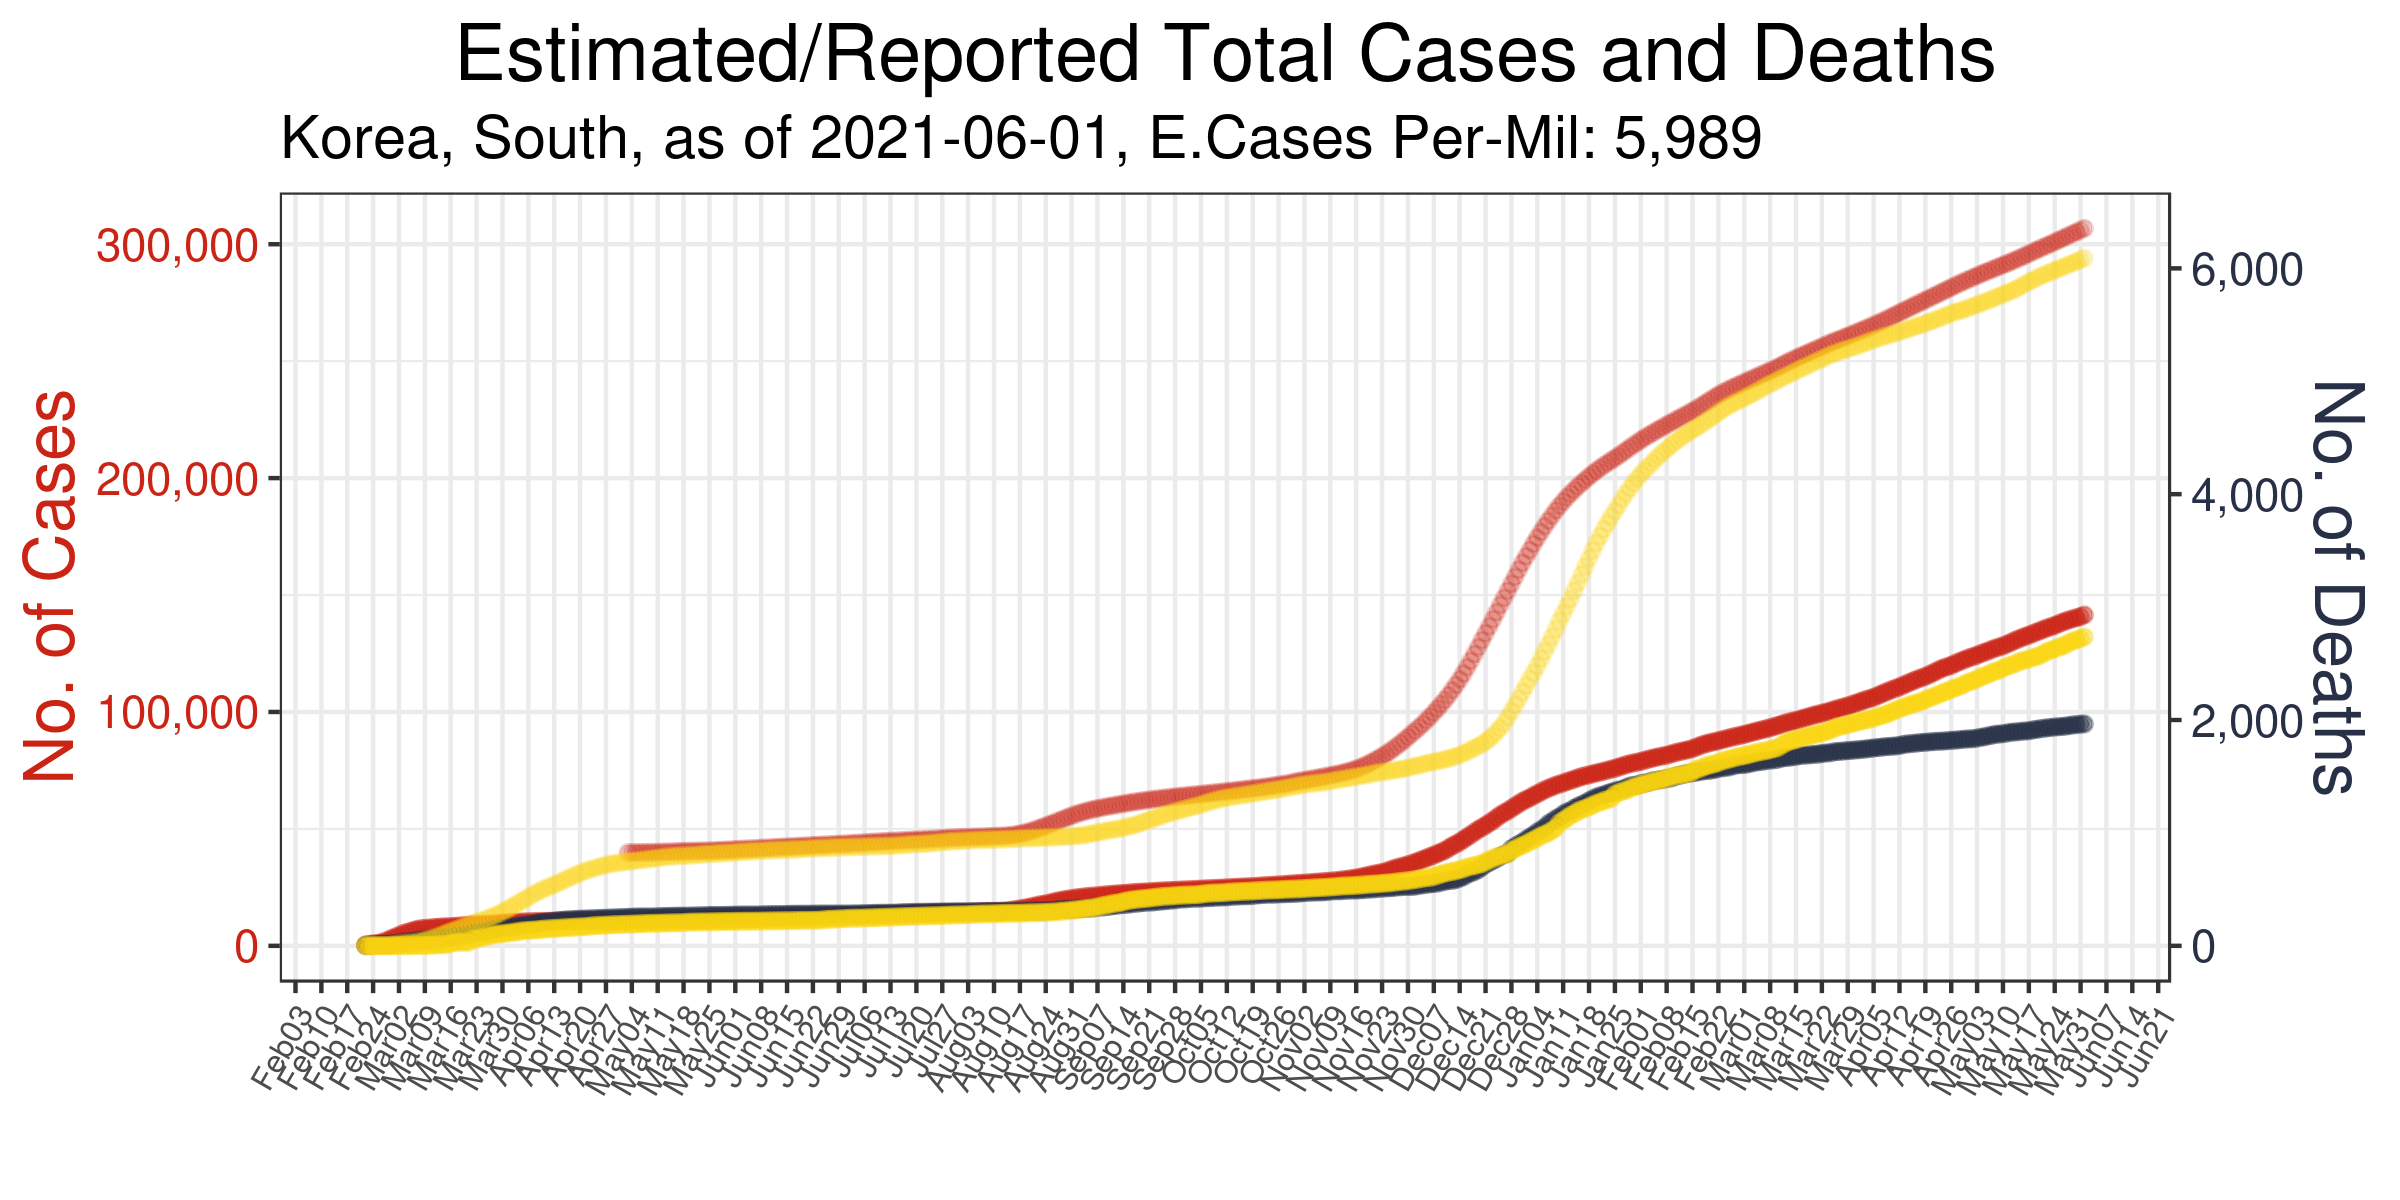 Estimated/Reported Total Cases and Deaths
Korea, South, as of 2021-06-01, E.Cases Per-Mil: 5,989
No. of Cases
300,000
200,000
100,000
0
6,000
4,000
2,000
0
No. of Deaths
Feb03
Feb10
Feb17
Feb24
Mar02
Mar09
Mar16
Mar23
Mar30
Apr06
Apr13
Apr20
Apr27
May04
May11
May18
May25
Jun01
Jun08
Jun15
Jun22
Jun29
Jul06
Jul13
Jul20
Jul27
Aug03
Aug10
Aug17
Aug24
Aug31
Sep07
Sep14
Sep21
Sep28
Oct05
Oct12
Oct19
Oct26
Nov02
Nov09
Nov16
Nov23
Nov30
Dec07
Dec14
Dec21
Dec28
Jan04
Jan11
Jan18
Jan25
Feb01
Feb08
Feb15
Feb22
Mar01
Mar08
Mar15
Mar22
Mar29
Apr05
Apr12
Apr19
Apr26
May03
May10
May17
May24
May31
Jun07
Jun14
Jun21